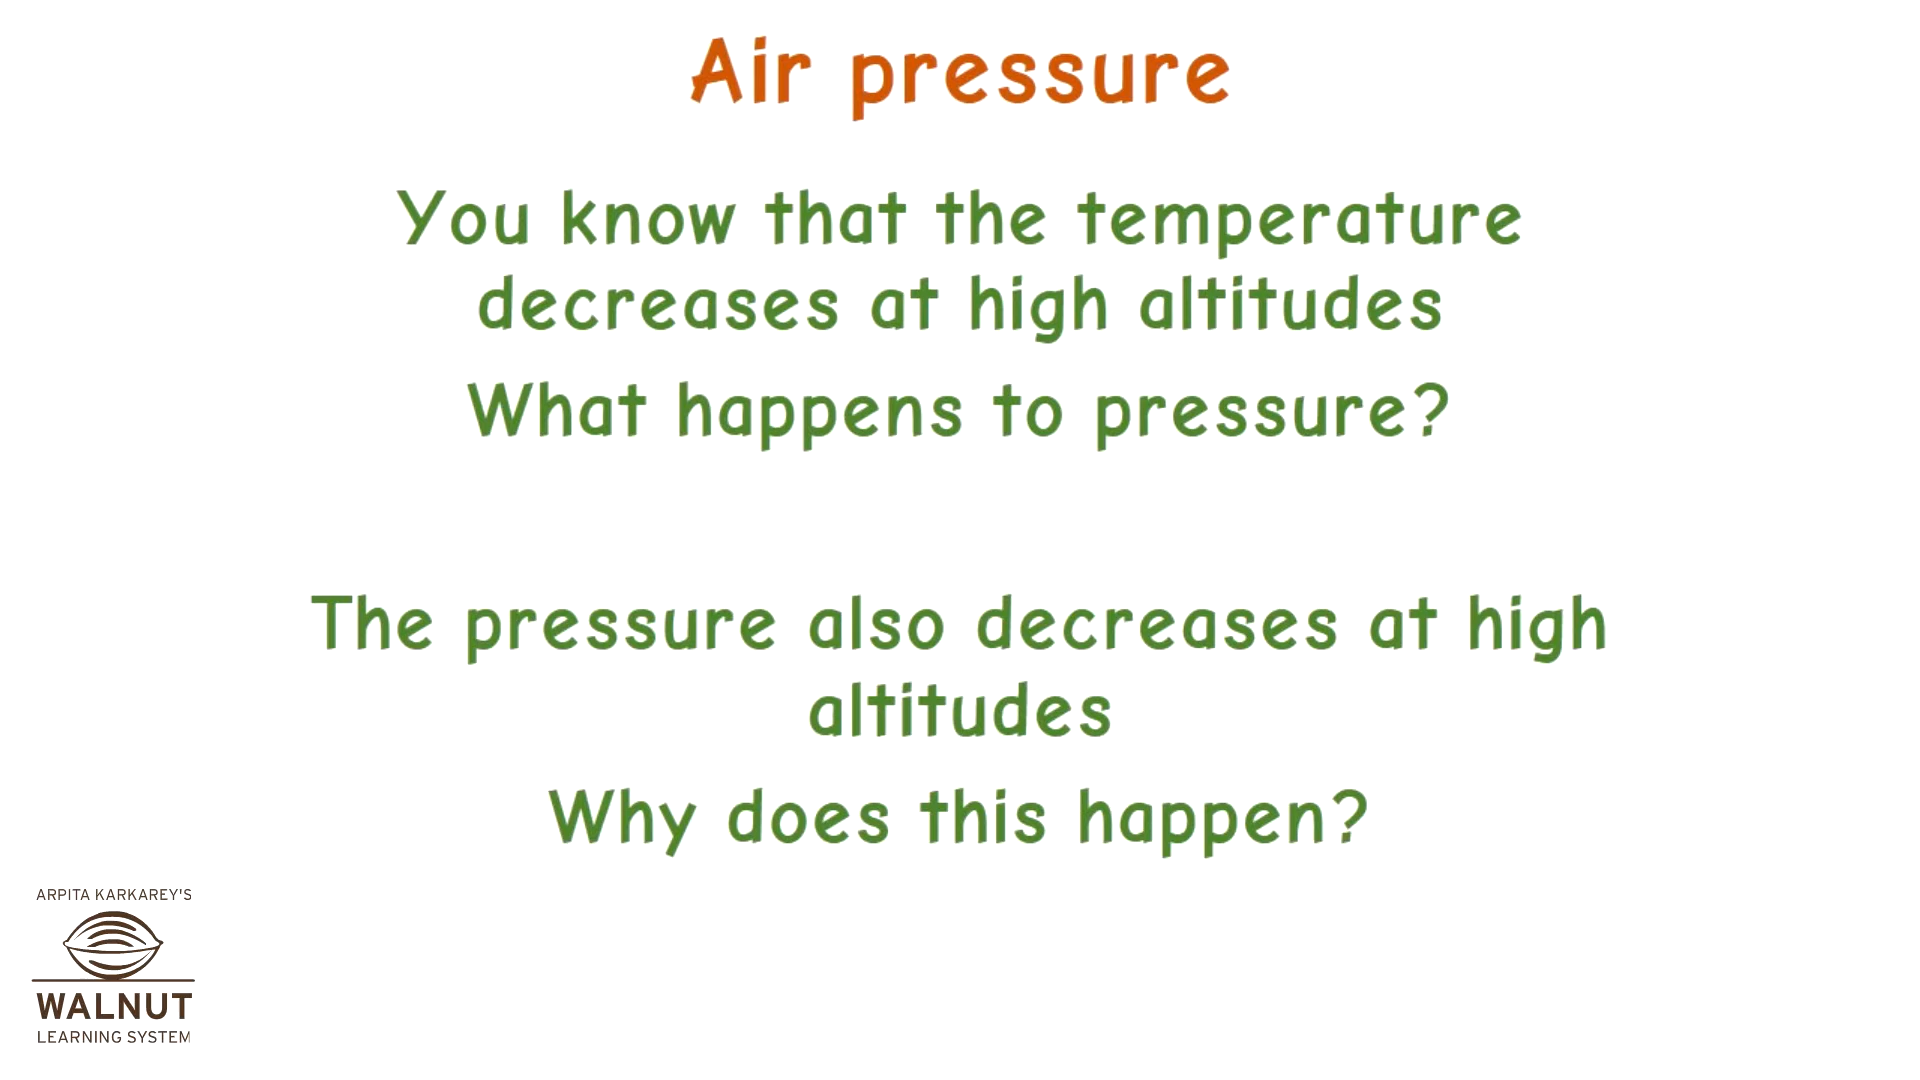 Air pressure
You know that the temperature
decreases at high altitudes
What happens to pressure?
The pressure also decreases at high
altitudes
Why does this happen?
ARPITA KARKAREY'S
WALNUT
LEARNING SYSTEM